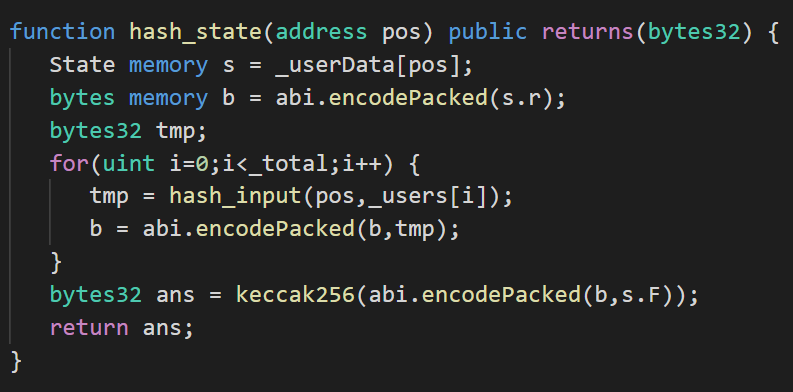 function hash_state(address pos) public returns(bytes32) {
State memory s = _userData[pos];
bytes memory b = abi.encodePacked(s.r);
bytes32 tmp;
for(uint i=0;i<_total;i++) {
tmp = hash_input(pos,_users[i]);
b = abi.encodePacked(b,tmp);
}
bytes32 ans = keccak256(abi.encodePacked(b,s.F));
return ans;
}